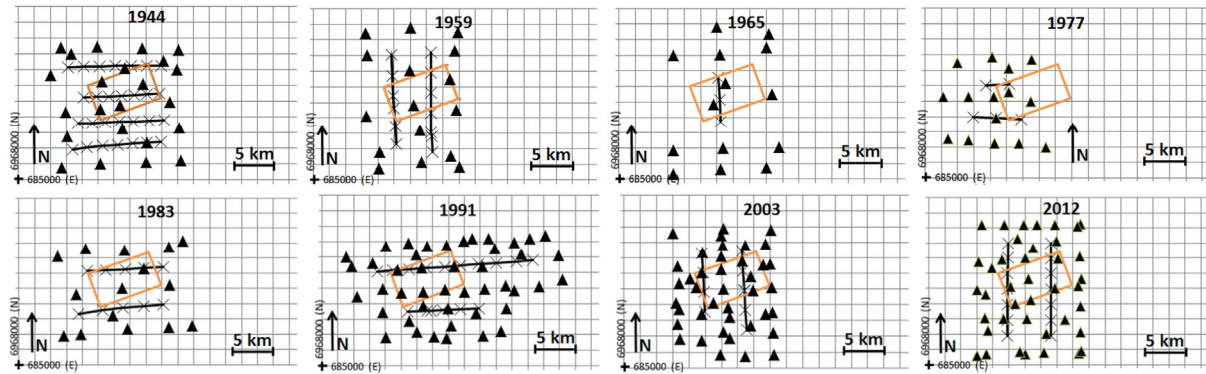 1944
6968000 (N)
N
5 km
685000 (E)
1959
6968000 (N)
N
5 km
685000 (E)
1965
6968000 (N)
N
5 km
685000 (E)
1977
6968000 (N)
N
5 km
685000 (E)
1983
6968000 (N)
N
5 km
685000 (E)
1991
6968000 (N)
N
5 km
685000 (E)
2003
6968000 (N)
N
5 km
685000 (E)
2012
6968000 (N)
N
5 km
685000 (E)